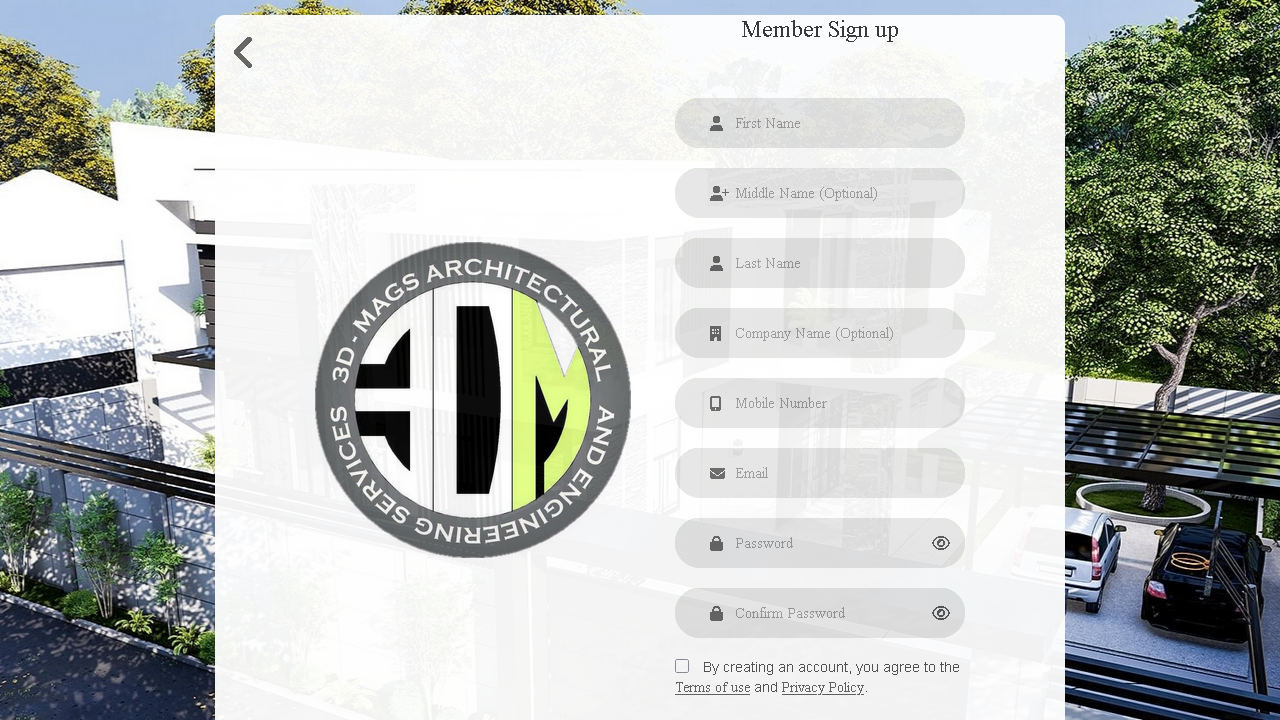 Member Sign up
First Name
Middle Name (Optional)
Last Name
Company Name (Optional)
Mobile Number
Email
Password
Confirm Password
By creating an account, you agree to the
Terms of use and Privacy Policy.
3D-MAGS ARCHITECTURAL
AND ENGINEERING SERVICES